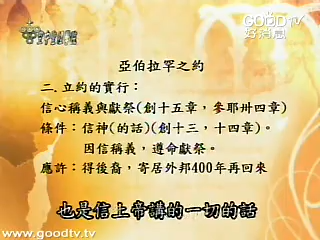 GOODTV
好消息
亞伯拉罕之約
二.立約的實行：
信心稱義與獻祭(創十五章，參耶卅四章)
條件：信神(的話)(創十三，十四章)。
因信稱義，遵命獻祭。
應許：得後裔，寄居外邦400年再回來
也是信上帝講的一切的話
www.goodtv.tv